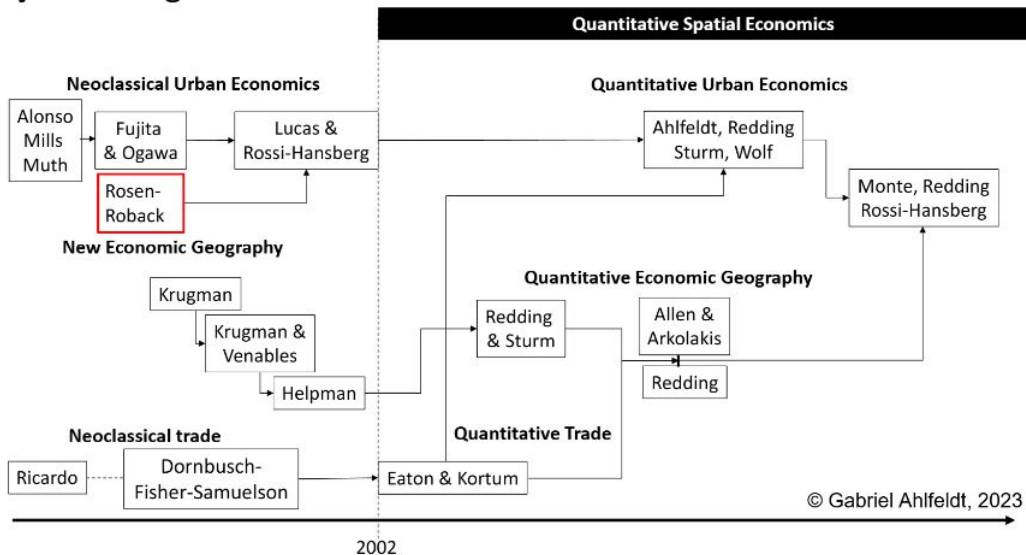 Quantitative Spatial Economics
Neoclassical Urban Economics
Quantitative Urban Economics
Alonso
Mills
Muth
Fujita
& Ogawa
Lucas &
Rossi-Hansberg
Ahlfeldt, Redding
Sturm, Wolf
Rosen-
Roback
Monte, Redding
Rossi-Hansberg
New Economic Geography
Quantitative Economic Geography
Krugman
Krugman &
Venables
Helpman
Redding
& Sturm
Allen &
Arkolakis
Redding
Neoclassical trade
Quantitative Trade
Ricardo
Dornbusch-
Fisher-Samuelson
Eaton & Kortum
© Gabriel Ahlfeldt, 2023
2002